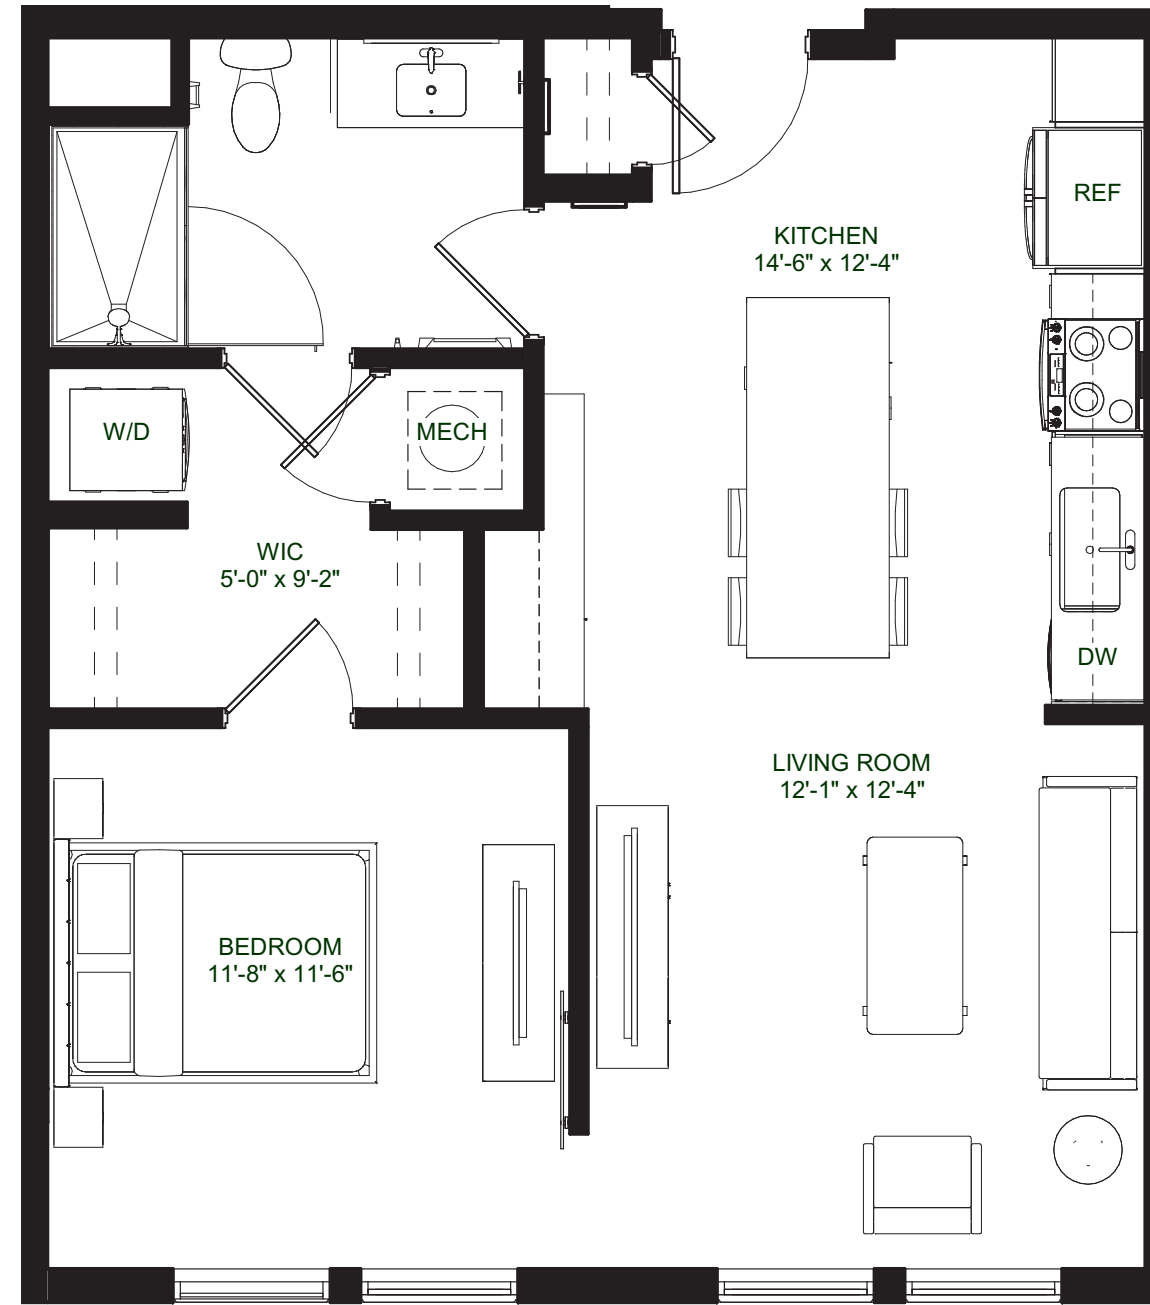 REF
KITCHEN
14'-6" x 12'-4"
W/D
MECH
WIC
5'-0" x 9'-2"
DW
LIVING ROOM
12'-1" x 12'-4"
BEDROOM
11'-8" x 11'-6"